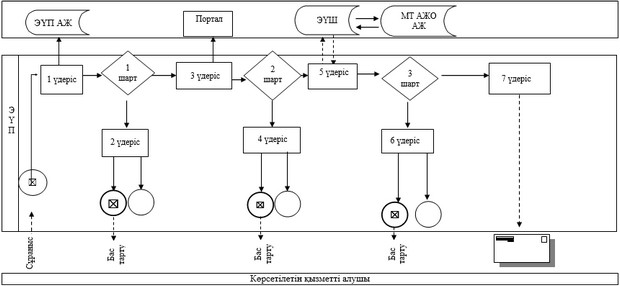 ЭҮП АЖ
Портал
ЭҮШ
МТ АЖО
АЖ
Э
Ү
П
1 үдеріс
1
шарт
3 үдеріс
2
шарт
5 үдеріс
3
шарт
7 үдеріс
2 үдеріс
4 үдеріс
6 үдеріс
Сұраныс
Бас
тарту
Бас
тарту
Бас
тарту
Көрсетілетін қызметті алушы